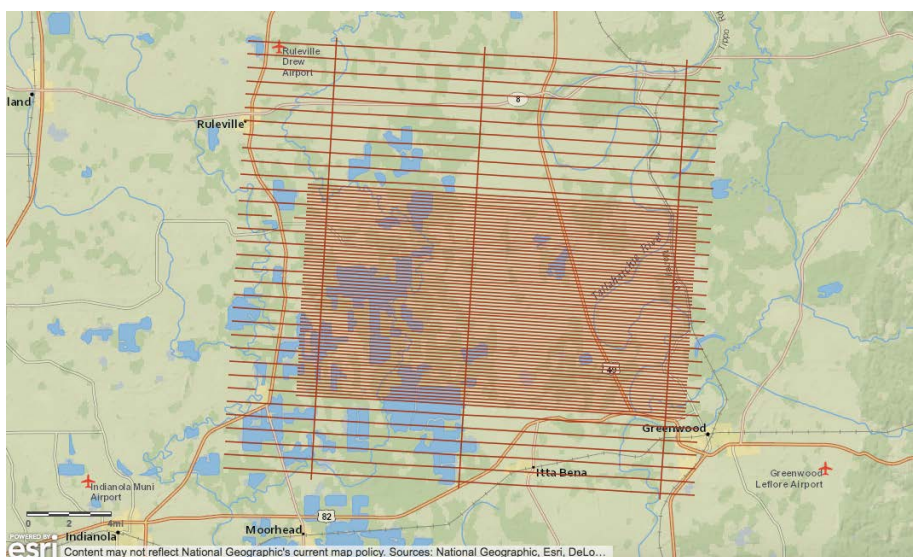 Ruleville
Drew
Airport
land
8
Ruleville
Tallahatchie River
49
Greenwood
Itta Bena
Greenwood
Leflore Airport
Indianola Muni
Airport
0 2 4mi
82
Moorhead
Indianola
POWERED BY
esri
Content may not reflect National Geographic's current map policy. Sources: National Geographic, Esri, DeLo...